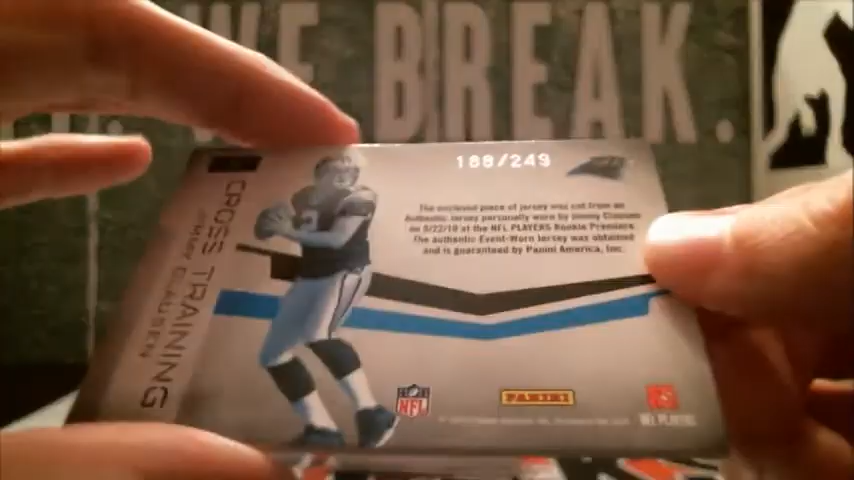 WE BREAK.
188/249
CROSS TRAINING
JIMMY CLAUSEN
The enclosed piece of jersey was cut from an
Authentic Jersey personally worn by Jimmy Clausen
on 5/22/10 at the NFL PLAYERS Rookie Premiere.
The authentic Event-Worn Jersey was obtained
and is guaranteed by Panini America, Inc.
NFL
PANINI
NFL PLAYERS